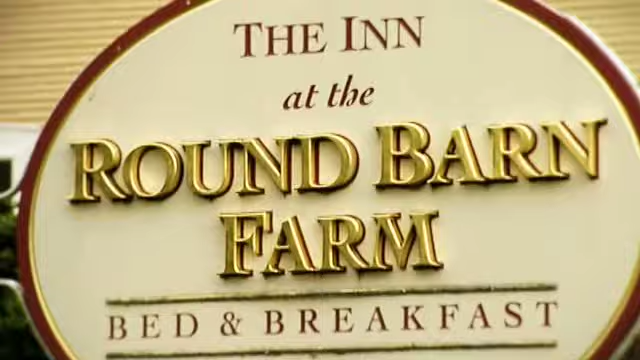 THE INN
at the
ROUND BARN
FARM
BED & BREAKFAST